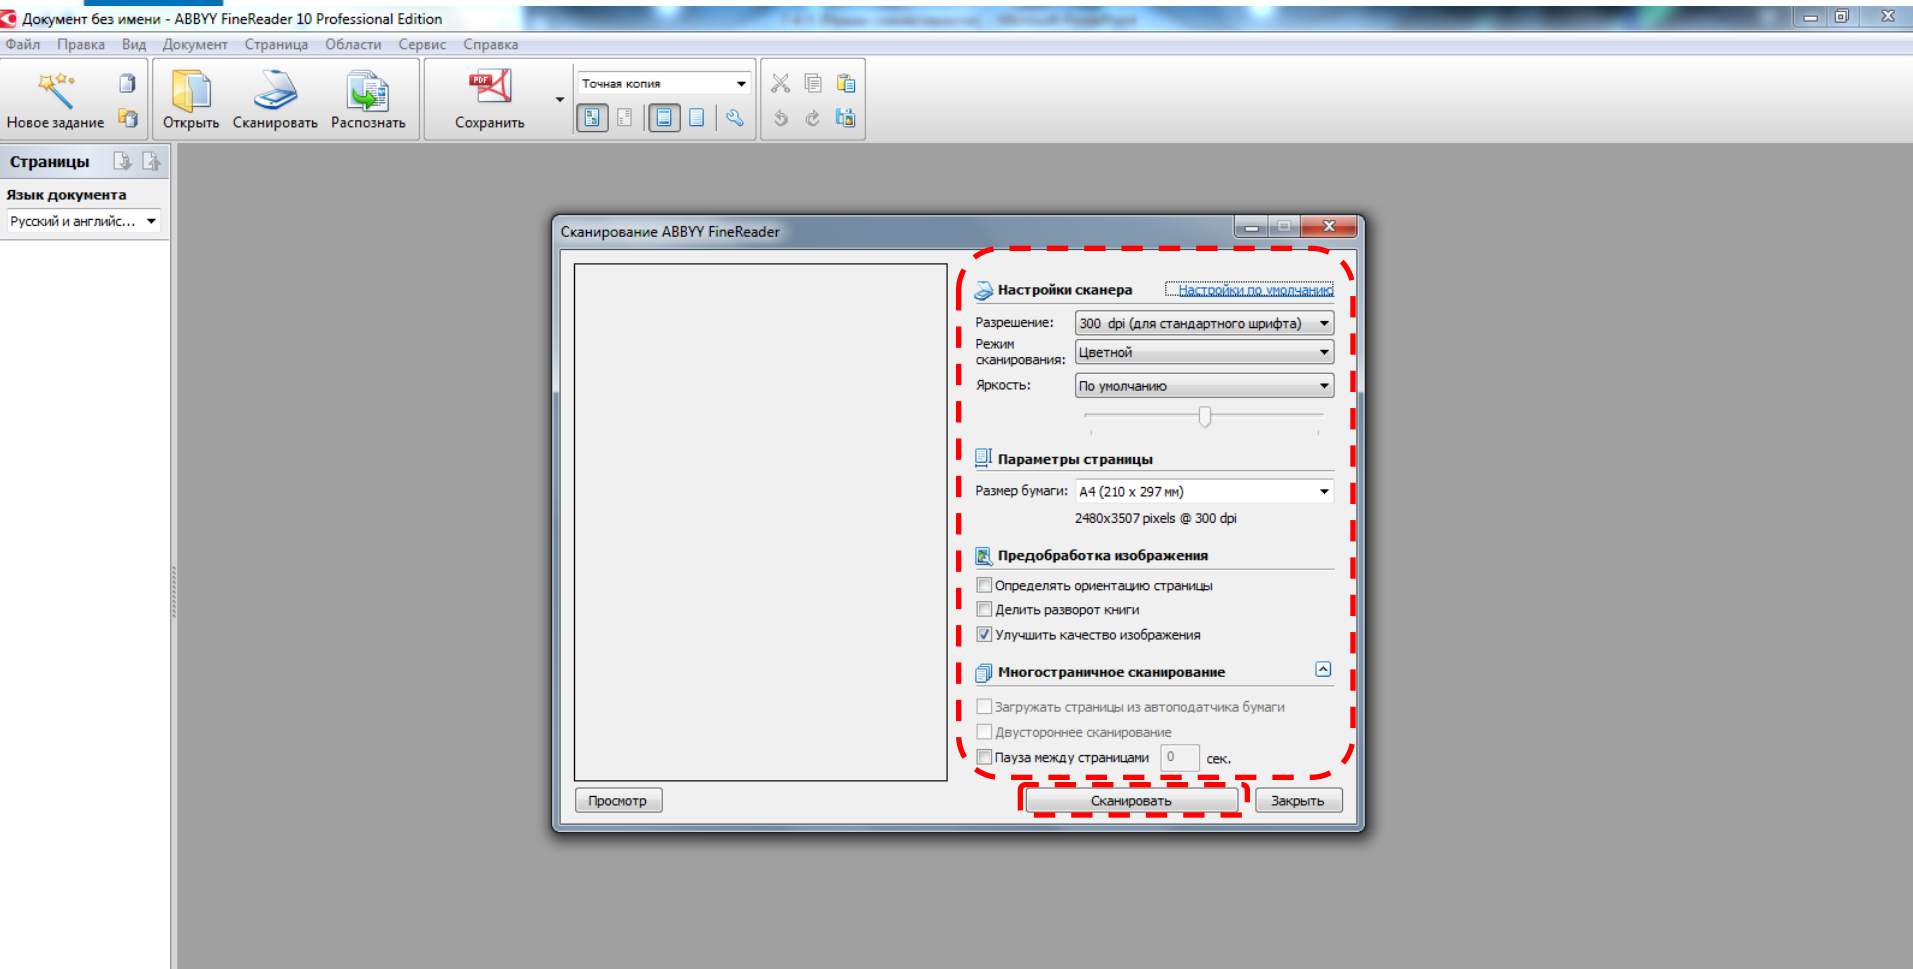 Документ без имени - ABBYY FineReader 10 Professional Edition
Файл Правка Вид Документ Страница Области Сервис Справка
Точная копия
Новое задание Открыть Сканировать Распознать PDF Сохранить
Страницы
Язык документа
Русский и английс...
Сканирование ABBYY FineReader
Настройки сканера Настройки по умолчанию
Разрешение: 300 dpi (для стандартного шрифта)
Режим
сканирования: Цветной
Яркость: По умолчанию
Параметры страницы
Размер бумаги: A4 (210 x 297 мм)
2480x3507 pixels @ 300 dpi
Предобработка изображения
Определять ориентацию страницы
Делить разворот книги
Улучшить качество изображения
Многостраничное сканирование
Загружать страницы из автоподатчика бумаги
Двустороннее сканирование
Пауза между страницами 0 сек.
Просмотр Сканировать Закрыть